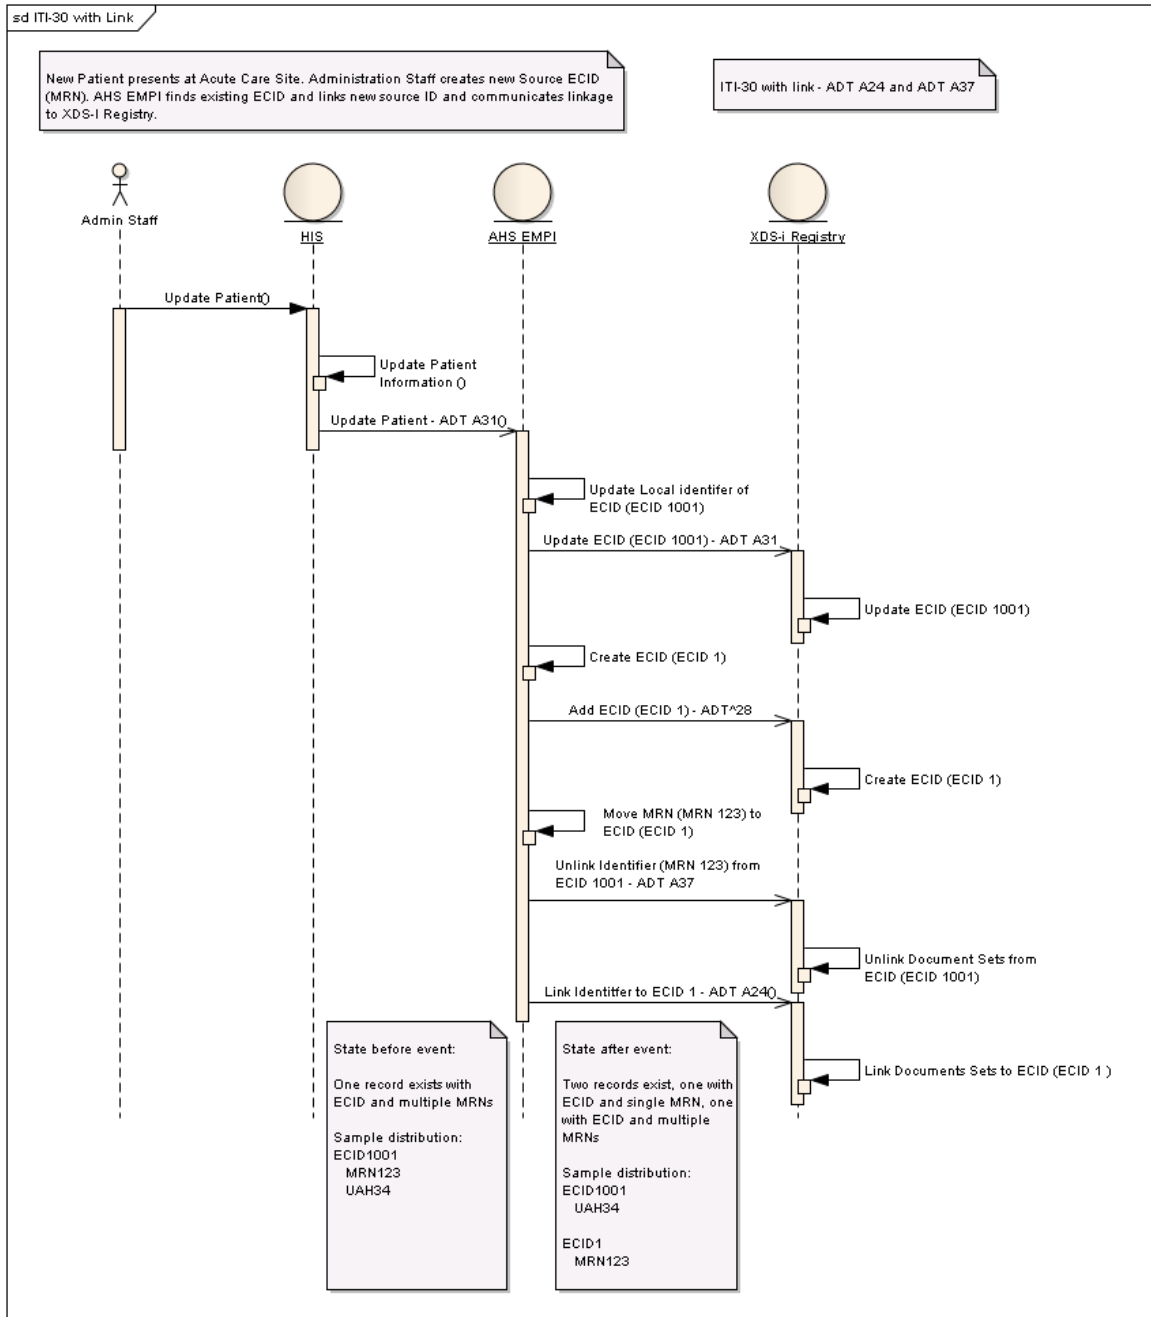 sd ITI-30 with Link
New Patient presents at Acute Care Site. Administration Staff creates new Source ECID
(MRN). AHS EMPI finds existing ECID and links new source ID and communicates linkage
to XDS-I Registry.
ITI-30 with link - ADT A24 and ADT A37
Admin Staff
HIS
AHS EMPI
XDS-i Registry
Update Patient()
Update Patient
Information ()
Update Patient - ADT A31()
Update Local identifer of
ECID (ECID 1001)
Update ECID (ECID 1001) - ADT A31
Update ECID (ECID 1001)
Create ECID (ECID 1)
Add ECID (ECID 1) - ADT^28
Create ECID (ECID 1)
Move MRN (MRN 123) to
ECID (ECID 1)
Unlink Identifier (MRN 123) from
ECID 1001 - ADT A37
Unlink Document Sets from
ECID (ECID 1001)
Link Identitfer to ECID 1 - ADT A24()
Link Documents Sets to ECID (ECID 1 )
State before event:
One record exists with
ECID and multiple MRNs
Sample distribution:
ECID1001
MRN123
UAH34
State after event:
Two records exist, one with
ECID and single MRN, one
with ECID and multiple
MRNs
Sample distribution:
ECID1001
UAH34
ECID1
MRN123